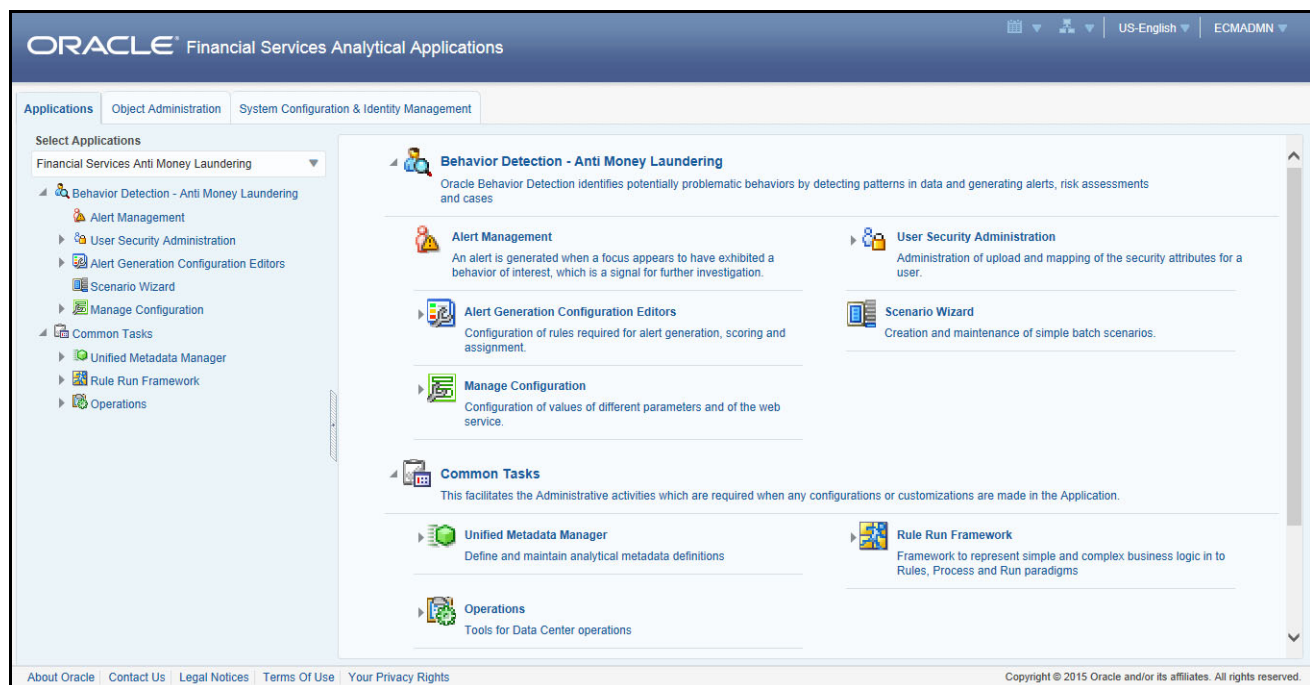 ORACLE® Financial Services Analytical Applications
US-English
ECMADMN
Applications
Object Administration
System Configuration & Identity Management
Select Applications
Financial Services Anti Money Laundering
Behavior Detection - Anti Money Laundering
Alert Management
User Security Administration
Alert Generation Configuration Editors
Scenario Wizard
Manage Configuration
Common Tasks
Unified Metadata Manager
Rule Run Framework
Operations
Behavior Detection - Anti Money Laundering
Oracle Behavior Detection identifies potentially problematic behaviors by detecting patterns in data and generating alerts, risk assessments
and cases
Alert Management
An alert is generated when a focus appears to have exhibited a
behavior of interest, which is a signal for further investigation.
User Security Administration
Administration of upload and mapping of the security attributes for a
user.
Alert Generation Configuration Editors
Configuration of rules required for alert generation, scoring and
assignment.
Scenario Wizard
Creation and maintenance of simple batch scenarios.
Manage Configuration
Configuration of values of different parameters and of the web
service.
Common Tasks
This facilitates the Administrative activities which are required when any configurations or customizations are made in the Application.
Unified Metadata Manager
Define and maintain analytical metadata definitions
Rule Run Framework
Framework to represent simple and complex business logic in to
Rules, Process and Run paradigms
Operations
Tools for Data Center operations
About Oracle
Contact Us
Legal Notices
Terms Of Use
Your Privacy Rights
Copyright © 2015 Oracle and/or its affiliates. All rights reserved.